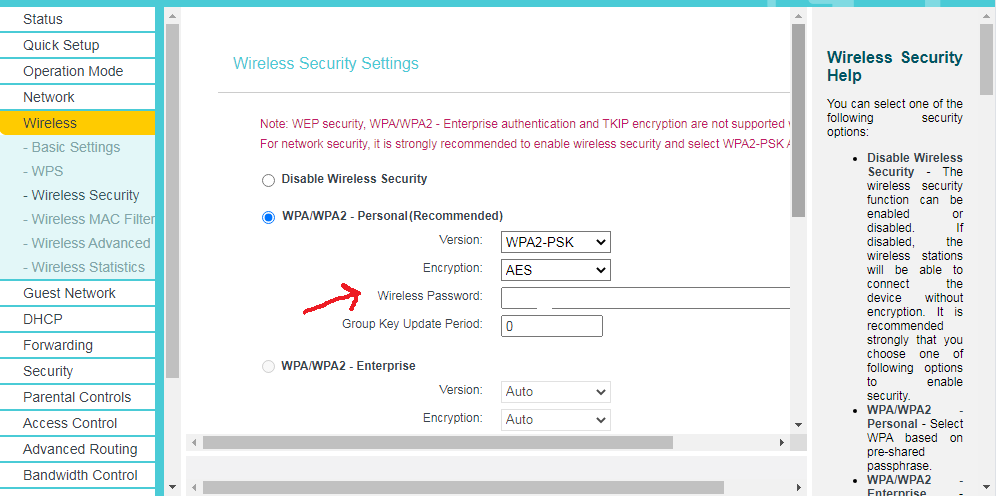 Status
Quick Setup
Operation Mode
Network
Wireless
- Basic Settings
- WPS
- Wireless Security
- Wireless MAC Filter
- Wireless Advanced
- Wireless Statistics
Guest Network
DHCP
Forwarding
Security
Parental Controls
Access Control
Advanced Routing
Bandwidth Control
Wireless Security Settings
Note: WEP security, WPA/WPA2 - Enterprise authentication and TKIP encryption are not supported
For network security, it is strongly recommended to enable wireless security and select WPA2-PSK
Disable Wireless Security
WPA/WPA2 - Personal(Recommended)
Version: WPA2-PSK
Encryption: AES
Wireless Password:
Group Key Update Period: 0
WPA/WPA2 - Enterprise
Version: Auto
Encryption: Auto
Wireless Security
Help
You can select one of the
following security
options:
• Disable Wireless
Security - The
wireless security
function can be
enabled or
disabled. If
disabled, the
wireless stations
will be able to
connect the
device without
encryption. It is
recommended
strongly that you
choose one of
following options
to enable
security.
• WPA/WPA2 -
Personal - Select
WPA based on
pre-shared
passphrase.
• WPA/WPA2 -
Enterprise -